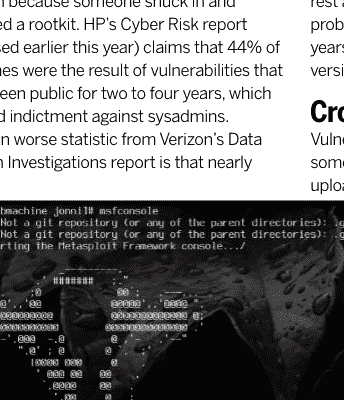 because someone snuck in and
ed a rootkit. HP's Cyber Risk report
sed earlier this year) claims that 44% of
nes were the result of vulnerabilities that
een public for two to four years, which
d indictment against sysadmins.
n worse statistic from Verizon's Data
n Investigations report is that nearly
rest a
prob
years
versi
Cro
Vulne
some
uploa
bmachine jonnil# msfconsole
Not a git repository (or any of the parent directories): .g
Not a git repository (or any of the parent directories): .g
rting the Metasploit Framework console.../